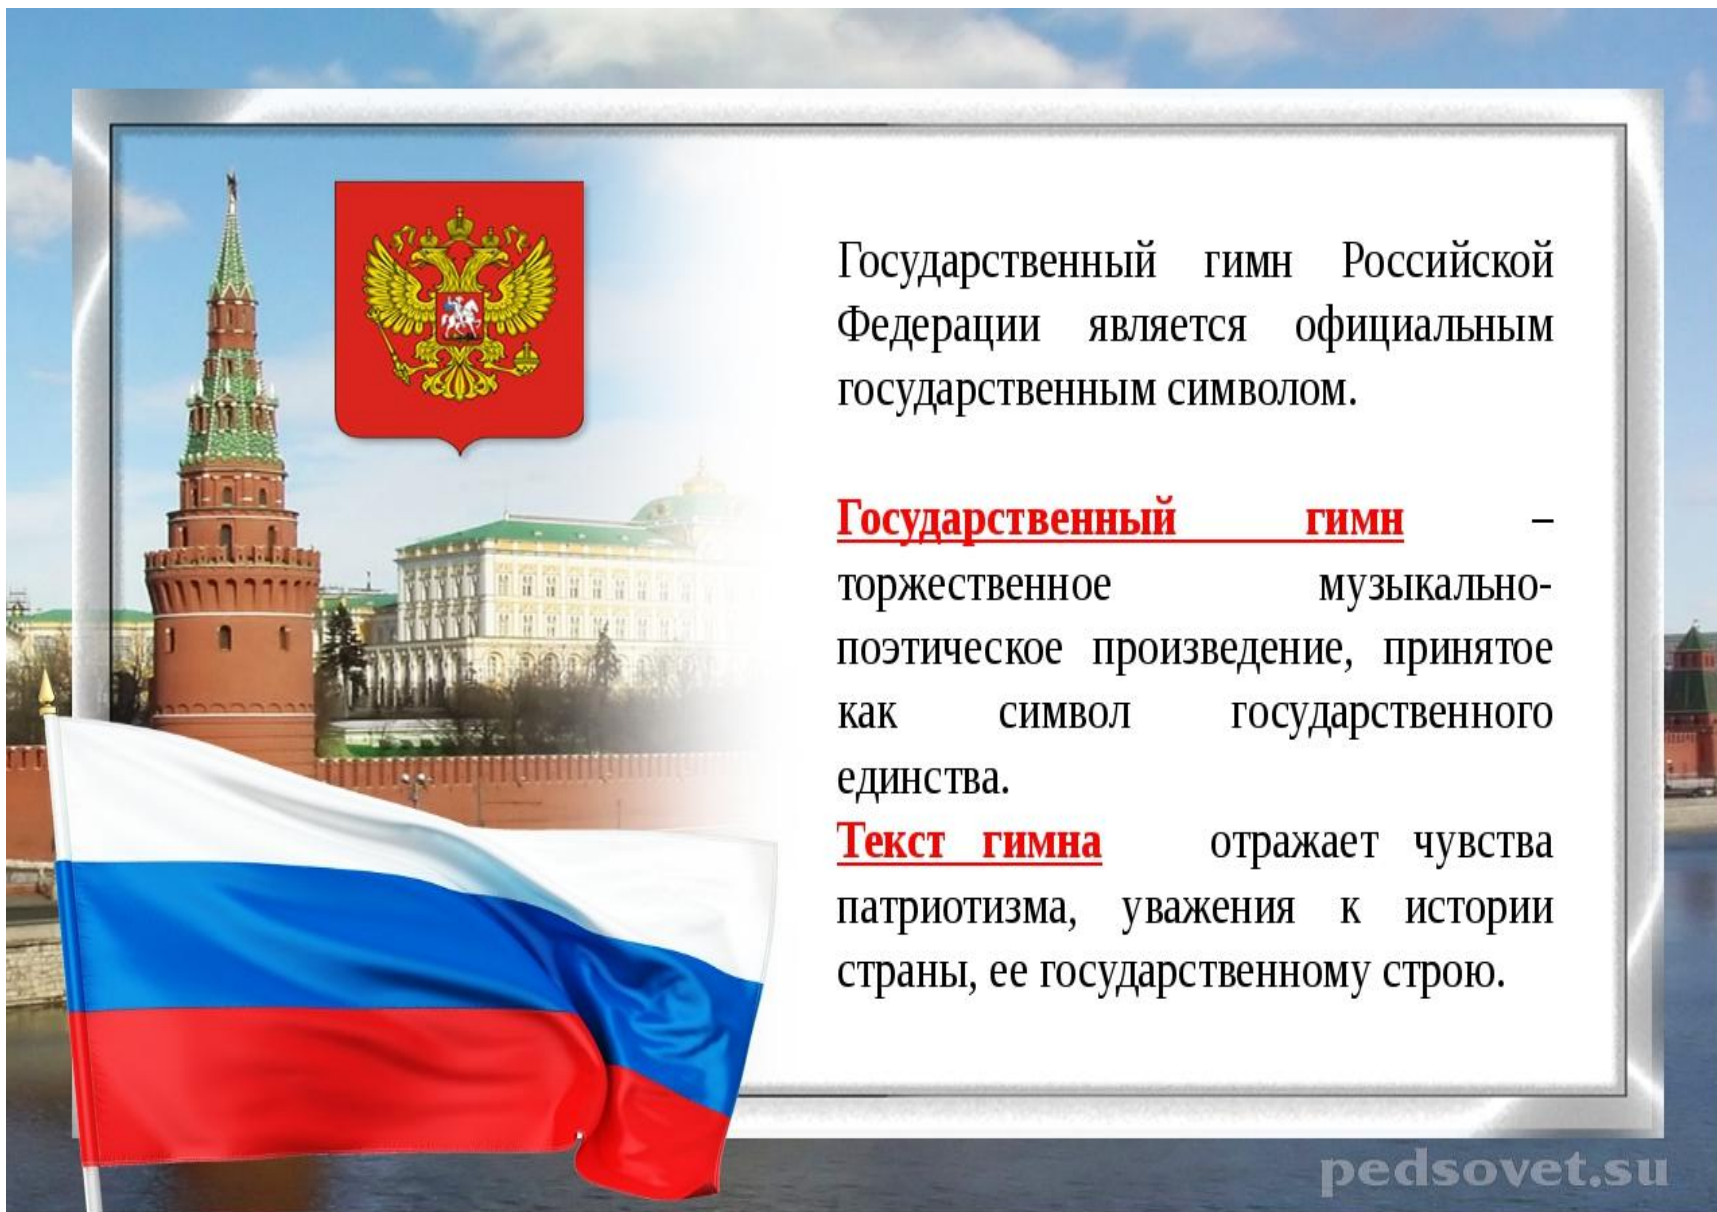 Государственный гимн Российской
Федерации является официальным
государственным символом.
Государственный гимн –
торжественное музыкально-
поэтическое произведение, принятое
как символ государственного
единства.
Текст гимна отражает чувства
патриотизма, уважения к истории
страны, ее государственному строю.
pedsovet.su